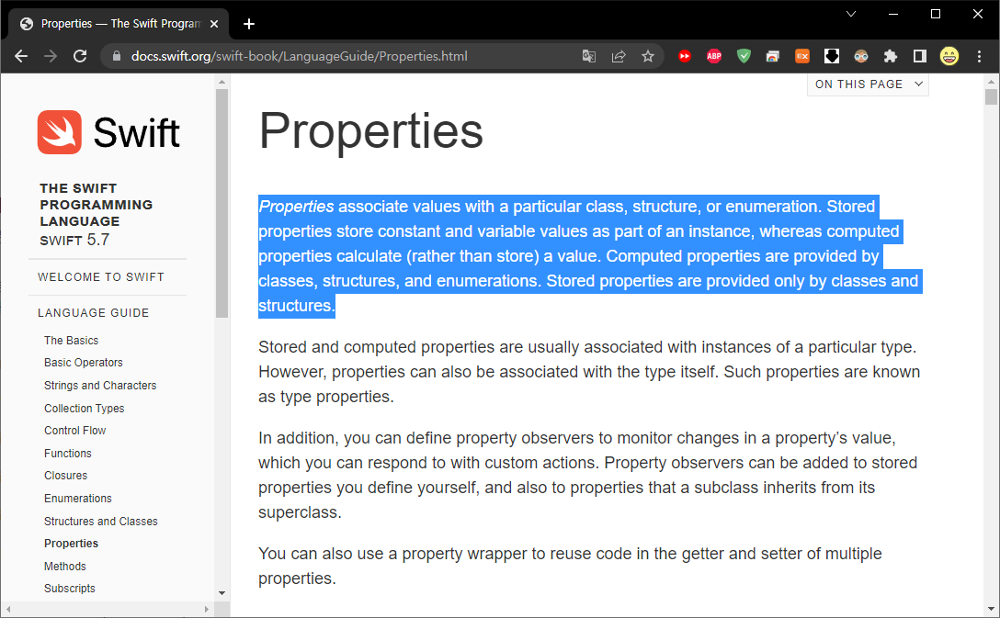 Properties — The Swift Program
docs.swift.org/swift-book/LanguageGuide/Properties.html
ABP
EX
ON THIS PAGE
Swift
THE SWIFT
PROGRAMMING
LANGUAGE
SWIFT 5.7
WELCOME TO SWIFT
LANGUAGE GUIDE
The Basics
Basic Operators
Strings and Characters
Collection Types
Control Flow
Functions
Closures
Enumerations
Structures and Classes
Properties
Methods
Subscripts
Properties
Properties associate values with a particular class, structure, or enumeration. Stored
properties store constant and variable values as part of an instance, whereas computed
properties calculate (rather than store) a value. Computed properties are provided by
classes, structures, and enumerations. Stored properties are provided only by classes and
structures.
Stored and computed properties are usually associated with instances of a particular type.
However, properties can also be associated with the type itself. Such properties are known
as type properties.
In addition, you can define property observers to monitor changes in a property’s value,
which you can respond to with custom actions. Property observers can be added to stored
properties you define yourself, and also to properties that a subclass inherits from its
superclass.
You can also use a property wrapper to reuse code in the getter and setter of multiple
properties.